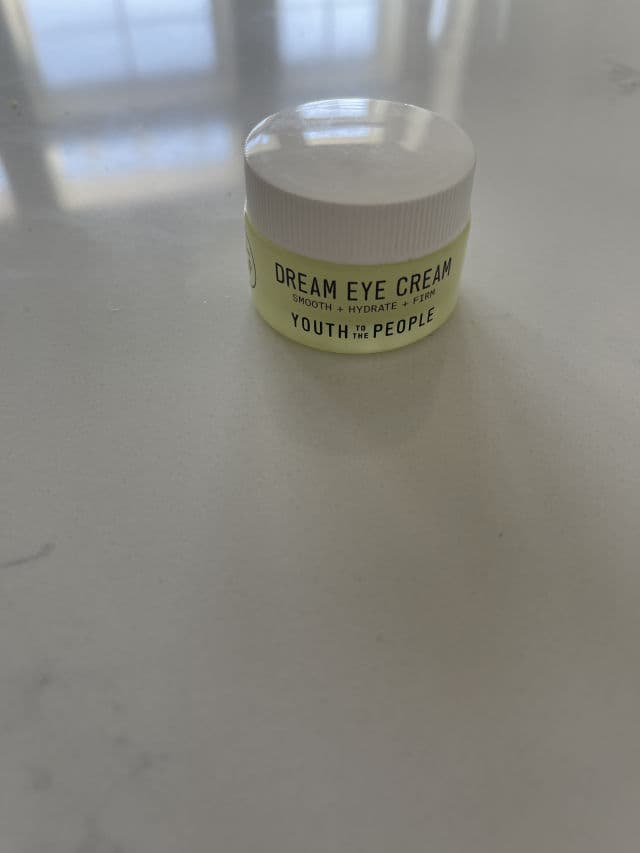 DREAM EYE CREAM
SMOOTH + HYDRATE + FIRM
YOUTH TO THE PEOPLE